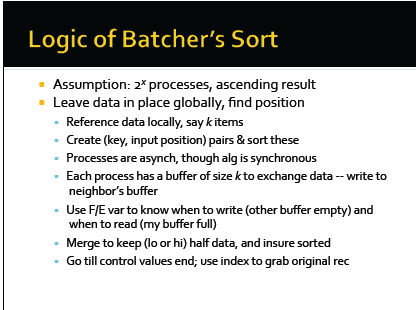 Logic of Batcher's Sort
Assumption: 2ˣ processes, ascending result
Leave data in place globally, find position
Reference data locally, say k items
Create (key, input position) pairs & sort these
Processes are asynch, though alg is synchronous
Each process has a buffer of size k to exchange data -- write to
neighbor's buffer
Use F/E var to know when to write (other buffer empty) and
when to read (my buffer full)
Merge to keep (lo or hi) half data, and insure sorted
Go till control values end; use index to grab original rec